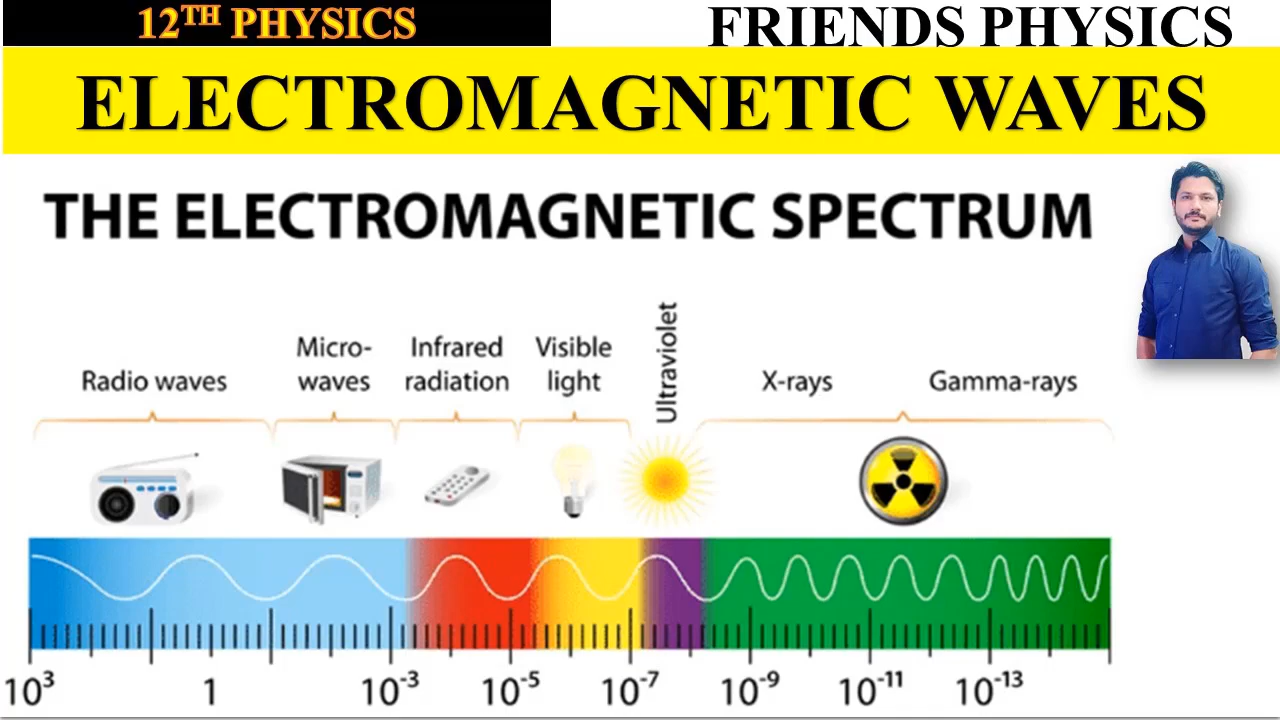 12TH PHYSICS
FRIENDS PHYSICS
ELECTROMAGNETIC WAVES
THE ELECTROMAGNETIC SPECTRUM
Radio waves
Micro-
waves
Infrared
radiation
Visible
light
Ultraviolet
X-rays
Gamma-rays
10³ 1 10⁻³ 10⁻⁵ 10⁻⁷ 10⁻⁹ 10⁻¹¹ 10⁻¹³